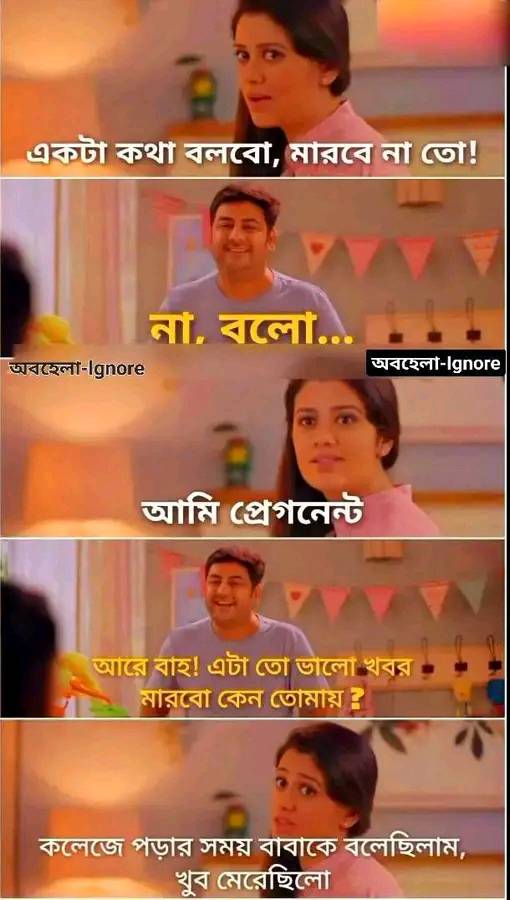 একটা কথা বলবো, মারবে না তো!
না, বলো...
অবহেলা-Ignore
অবহেলা-Ignore
আমি প্রেগনেন্ট
আরে বাহ! এটা তো ভালো খবর
মারবো কেন তোমায় ?
কলেজে পড়ার সময় বাবাকে বলেছিলাম,
খুব মেরেছিলো